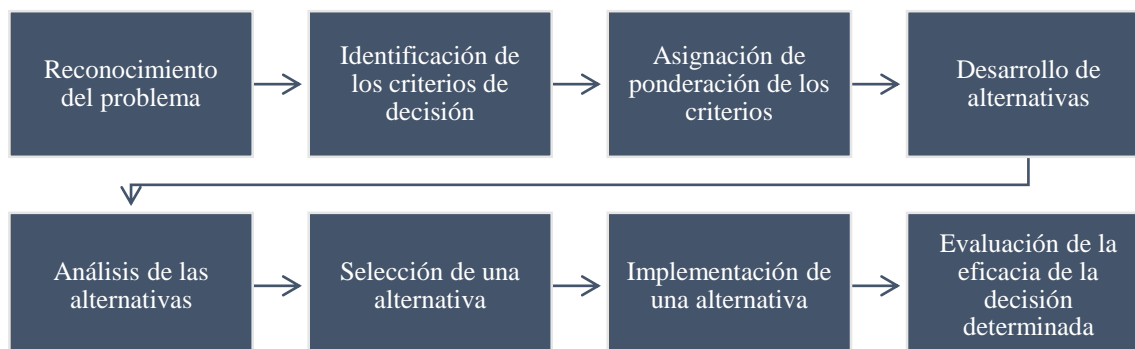 Reconocimiento
del problema
Identificación de
los criterios de
decisión
Asignación de
ponderación de los
criterios
Desarrollo de
alternativas
Análisis de las
alternativas
Selección de una
alternativa
Implementación de
una alternativa
Evaluación de la
eficacia de la
decisión
determinada